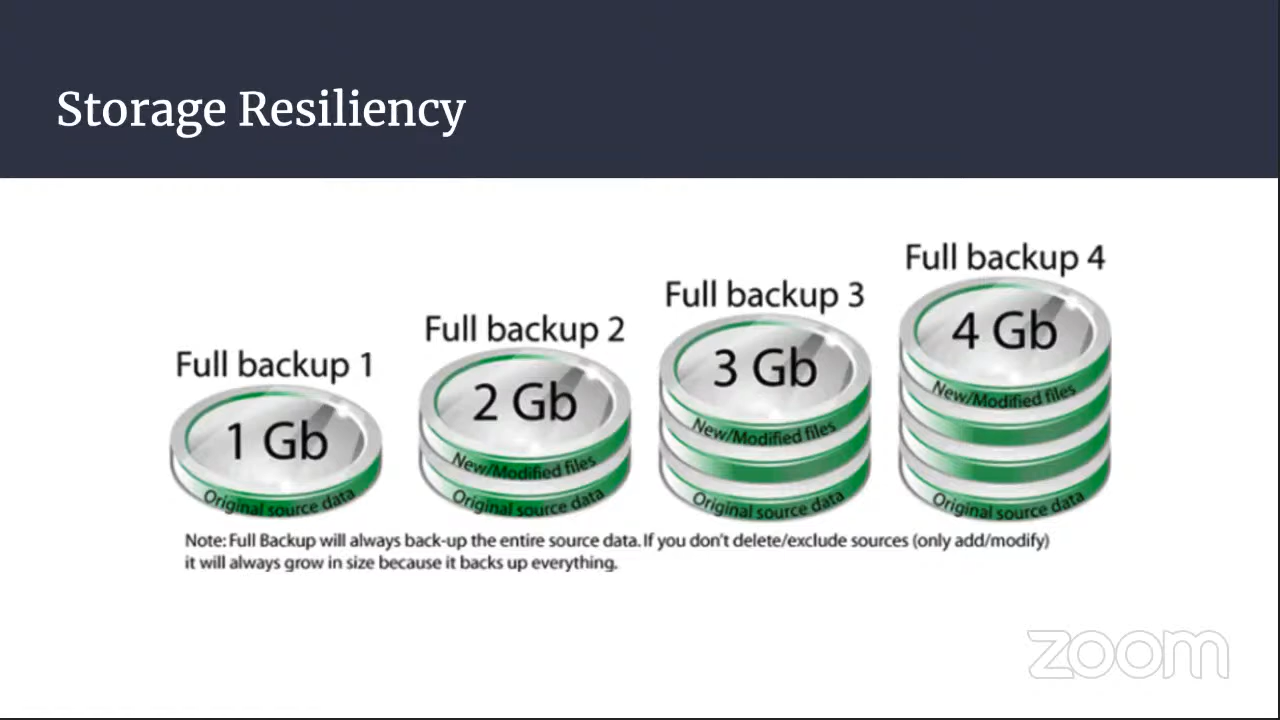 Storage Resiliency
Full backup 1
1 Gb
Original source data
Full backup 2
2 Gb
New/Modified files
Original source data
Full backup 3
3 Gb
New/Modified files
Original source data
Full backup 4
4 Gb
New/Modified files
Original source data
Note: Full Backup will always back-up the entire source data. If you don't delete/exclude sources (only add/modify)
it will always grow in size because it backs up everything.
zoom